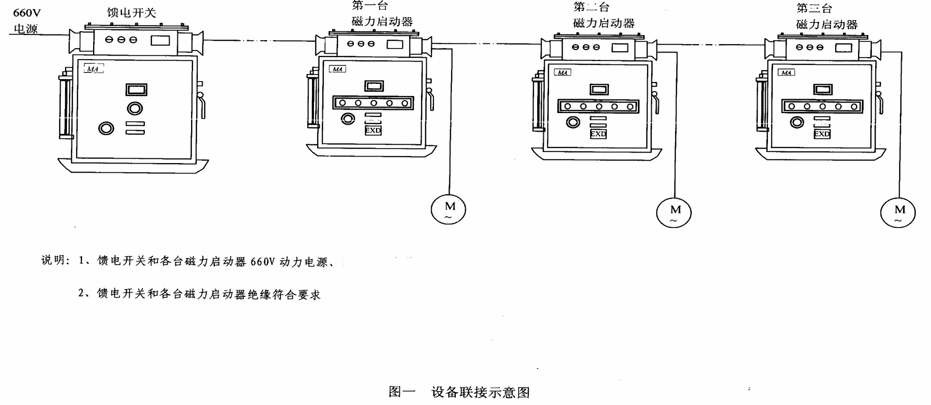 660V
电源
馈电开关
第一台
磁力启动器
第二台
磁力启动器
第三台
磁力启动器
MA
MA
MA
MA
EXD
EXD
EXD
M
~
M
~
M
~
说明: 1、馈电开关和各台磁力启动器660V动力电源、
2、馈电开关和各台磁力启动器绝缘符合要求
图一 设备联接示意图